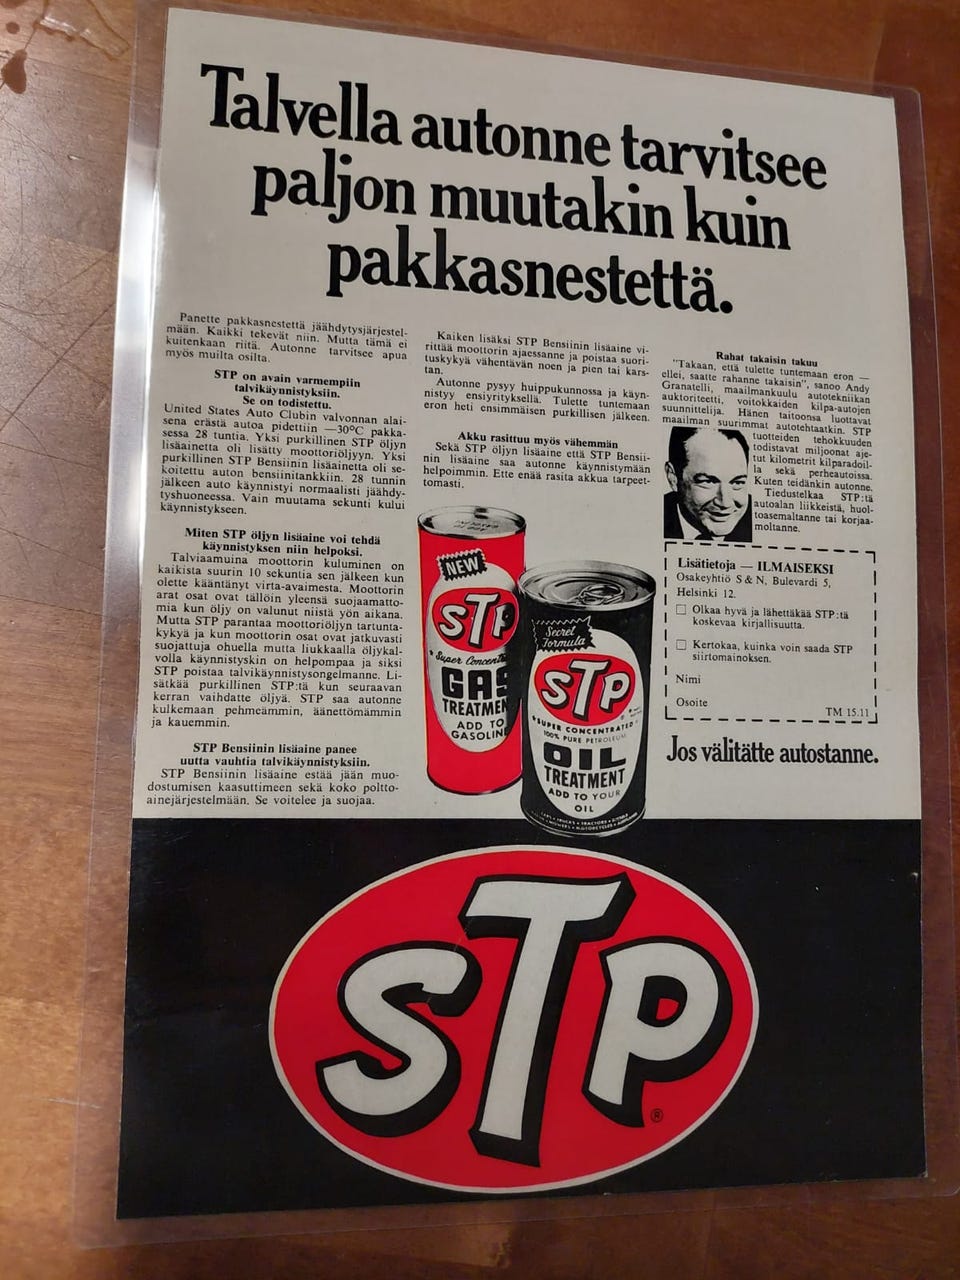 Talvella autonne tarvitsee
paljon muutakin kuin
pakkasnestettä.
Panette pakkasnestettä jäähdytysjärjestel-
mään. Kaikki tekevät niin. Mutta tämä ei
kuitenkaan riitä. Autonne tarvitsee apua
myös muilta osilta.
STP on avain varmempiin
talvikäynnistyksiin.
Se on todistettu.
United States Auto Clubin valvonnan alai-
sena erästä autoa pidettiin —30°C pakka-
sessa 28 tuntia. Yksi purkillinen STP öljyn
lisäainetta oli lisätty moottoriöljyyn. Yksi
purkillinen STP Bensiinin lisäainetta oli se-
koitettu auton bensiinitankkiin. 28 tunnin
jälkeen auto käynnistyi normaalisti jäähdy-
tyshuoneessa. Vain muutama sekunti kului
käynnistykseen.
Miten STP öljyn lisäaine voi tehdä
käynnistyksen niin helpoksi.
Talviaamuina moottorin kuluminen on
kaikista suurin 10 sekuntia sen jälkeen kun
olette kääntänyt virta-avaimesta. Moottorin
arat osat ovat tällöin yleensä suojaamatto-
mia kun öljy on valunut niistä yön aikana.
Mutta STP parantaa moottoriöljyn tartunta-
kykyä ja kun moottorin osat ovat jatkuvasti
suojattuja ohuella mutta liukkaalla öljykal-
volla käynnistyskin on helpompaa ja siksi
STP poistaa talvikäynnistysongelmanne. Li-
sätkää purkillinen STP:tä kun seuraavan
kerran vaihdatte öljyä. STP saa autonne
kulkemaan pehmeämmin, äänettömämmin
ja kauemmin.
STP Bensiinin lisäaine panee
uutta vauhtia talvikäynnistyksiin.
STP Bensiinin lisäaine estää jään muo-
dostumisen kaasuttimeen sekä koko poltto-
ainejärjestelmään. Se voitelee ja suojaa.
Kaiken lisäksi STP Bensiinin lisäaine vi-
rittää moottorin ajaessanne ja poistaa suori-
tuskykyä vähentävän noen ja pien tai kars-
tan.
Autonne pysyy huippukunnossa ja käyn-
nistyy ensiyrityksellä. Tulette tuntemaan
eron heti ensimmäisen purkillisen jälkeen.
Akku rasittuu myös vähemmän
Sekä STP öljyn lisäaine että STP Bensii-
nin lisäaine saa autonne käynnistymään
helpoimmin. Ette enää rasita akkua tarpeet-
tomasti.
Rahat takaisin takuu
"Takaan, että tulette tuntemaan eron —
ellei, saatte rahanne takaisin", sanoo Andy
Granatelli, maailmankuulu autotekniikan
auktoriteetti, voitokkaiden kilpa-autojen
suunnittelija. Hänen taitoonsa luottavat
maailman suurimmat autotehtaatkin. STP
tuotteiden tehokkuuden
todistavat miljoonat aje-
tut kilometrit kilparadoil-
la sekä perheautoissa.
Kuten teidänkin autonne.
Tiedustelkaa STP:tä
autoalan liikkeistä, huol-
toasemaltanne tai korjaa-
moltanne.
Lisätietoja — ILMAISEKSI
Osakeyhtiö S & N, Bulevardi 5,
Helsinki 12.
Olkaa hyvä ja lähettäkää STP:tä
koskevaa kirjallisuutta.
Kertokaa, kuinka voin saada STP
siirtomainoksen.
Nimi
Osoite
TM 15.11
Jos välitätte autostanne.
NEW
STP
Super Concent
GAS
TREATMEN
ADD TO
GASOLINE
Secret
Formula
STP
SUPER CONCENTRATED
100% PURE PETROLEUM
OIL
TREATMENT
ADD TO YOUR
OIL
STP
®